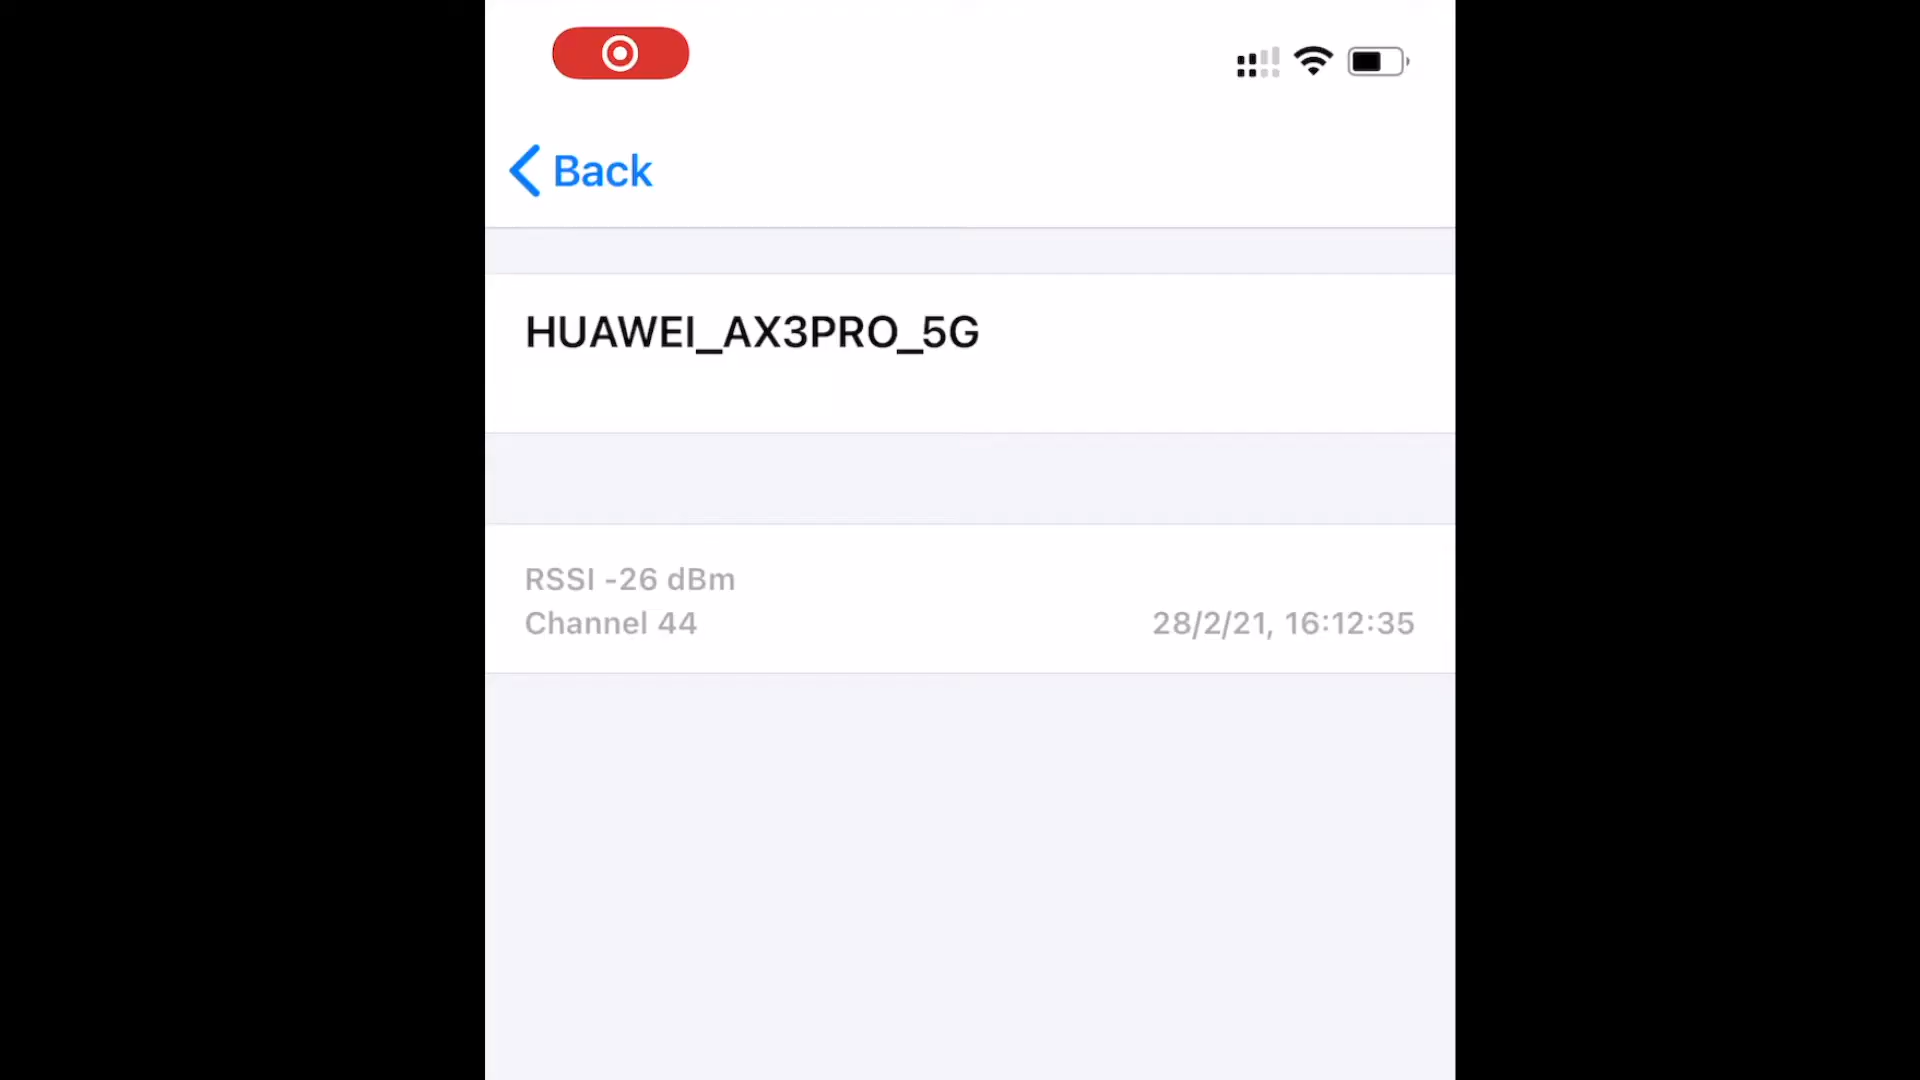 Back
HUAWEI_AX3PRO_5G
RSSI -26 dBm
Channel 44
28/2/21, 16:12:35